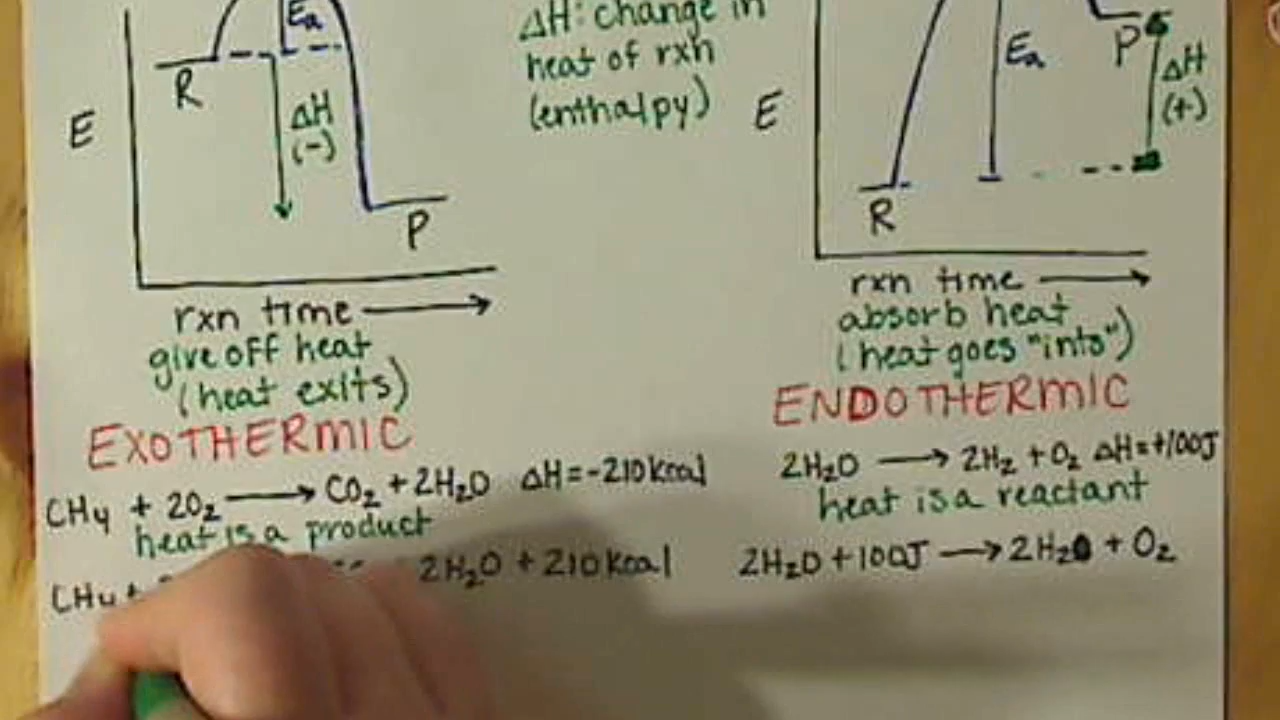 Ea
R
ΔH
(-)
E
P
rxn time
give off heat
(heat exits)
EXOTHERMIC
CH4 + 2O2 → CO2 + 2H2O ΔH=-210kcal
heat is a product
CH4 +
2H2O + 210kcal
ΔH: change in
heat of rxn
(enthalpy)
E
Ea
P
ΔH
(+)
R
rxn time
absorb heat
(heat goes "into")
ENDOTHERMIC
2H2O → 2H2 + O2 ΔH=+100J
heat is a reactant
2H2O + 100J → 2H2 + O2